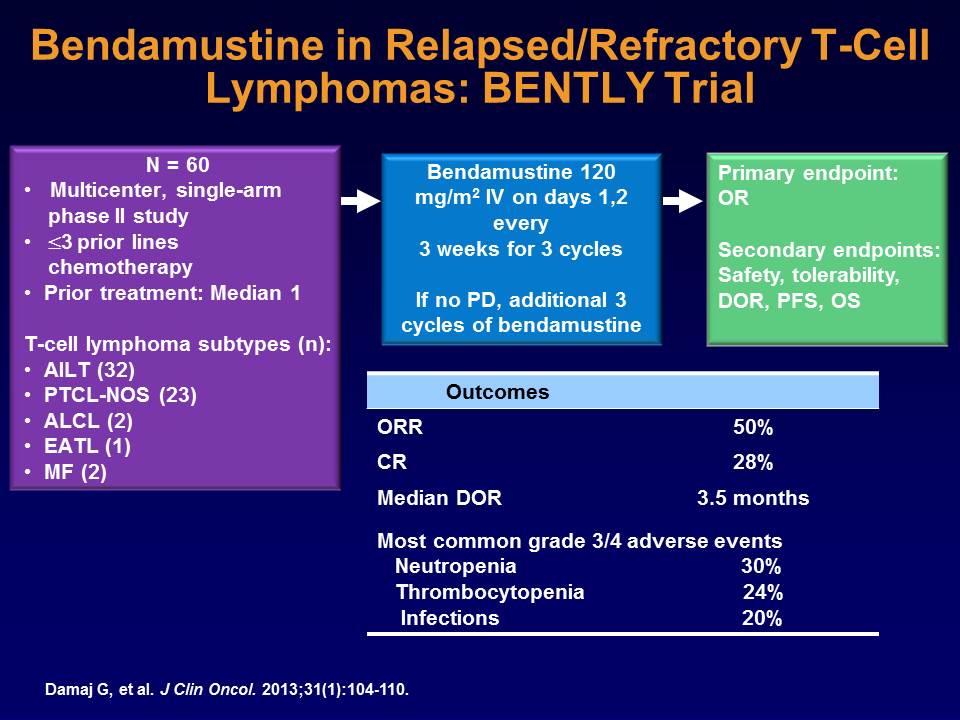 Bendamustine in Relapsed/Refractory T-Cell
Lymphomas: BENTLY Trial
N = 60
• Multicenter, single-arm
phase II study
• ≤3 prior lines
chemotherapy
• Prior treatment: Median 1
T-cell lymphoma subtypes (n):
• AILT (32)
• PTCL-NOS (23)
• ALCL (2)
• EATL (1)
• MF (2)
Bendamustine 120
mg/m² IV on days 1,2
every
3 weeks for 3 cycles
If no PD, additional 3
cycles of bendamustine
Primary endpoint:
OR
Secondary endpoints:
Safety, tolerability,
DOR, PFS, OS
Outcomes
ORR 50%
CR 28%
Median DOR 3.5 months
Most common grade 3/4 adverse events
Neutropenia 30%
Thrombocytopenia 24%
Infections 20%
Damaj G, et al. J Clin Oncol. 2013;31(1):104-110.